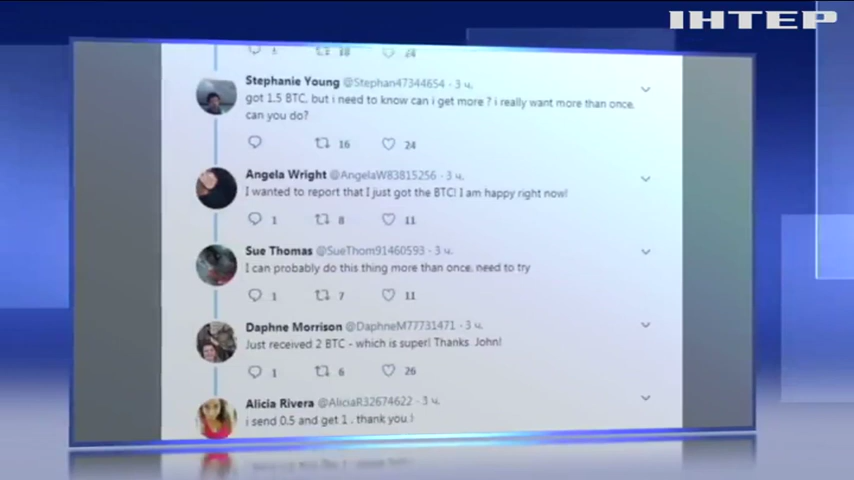 ІНТЕР
18 24
Stephanie Young @Stephan47344654 · 3 ч.
got 1.5 BTC, but i need to know can i get more ? i really want more than once,
can you do?
16 24
Angela Wright @AngelaW83815256 · 3 ч.
I wanted to report that I just got the BTC! I am happy right now!
1 8 11
Sue Thomas @SueThom91460593 · 3 ч.
I can probably do this thing more than once, need to try
1 7 11
Daphne Morrison @DaphneM77731471 · 3 ч.
Just received 2 BTC - which is super! Thanks John!
1 6 26
Alicia Rivera @AliciaR32674622 · 3 ч.
i send 0.5 and get 1 , thank you !